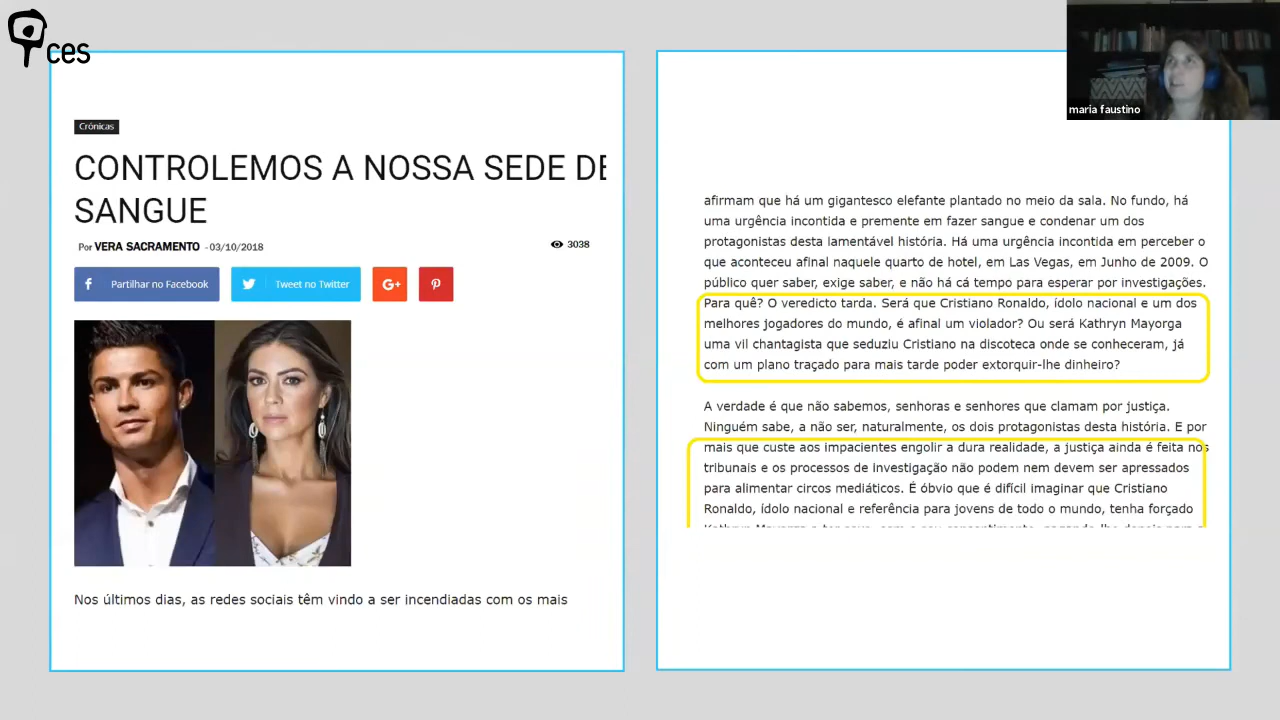 ces
Crónicas
CONTROLEMOS A NOSSA SEDE DE
SANGUE
Por VERA SACRAMENTO - 03/10/2018
3038
Partilhar no Facebook
Tweet no Twitter
G+
Nos últimos dias, as redes sociais têm vindo a ser incendiadas com os mais
maria faustino
afirmam que há um gigantesco elefante plantado no meio da sala. No fundo, há
uma urgência incontida e premente em fazer sangue e condenar um dos
protagonistas desta lamentável história. Há uma urgência incontida em perceber o
que aconteceu afinal naquele quarto de hotel, em Las Vegas, em Junho de 2009. O
público quer saber, exige saber, e não há cá tempo para esperar por investigações.
Para quê? O veredicto tarda. Será que Cristiano Ronaldo, ídolo nacional e um dos
melhores jogadores do mundo, é afinal um violador? Ou será Kathryn Mayorga
uma vil chantagista que seduziu Cristiano na discoteca onde se conheceram, já
com um plano traçado para mais tarde poder extorquir-lhe dinheiro?
A verdade é que não sabemos, senhoras e senhores que clamam por justiça.
Ninguém sabe, a não ser, naturalmente, os dois protagonistas desta história. E por
mais que custe aos impacientes engolir a dura realidade, a justiça ainda é feita nos
tribunais e os processos de investigação não podem nem devem ser apressados
para alimentar circos mediáticos. É óbvio que é difícil imaginar que Cristiano
Ronaldo, ídolo nacional e referência para jovens de todo o mundo, tenha forçado